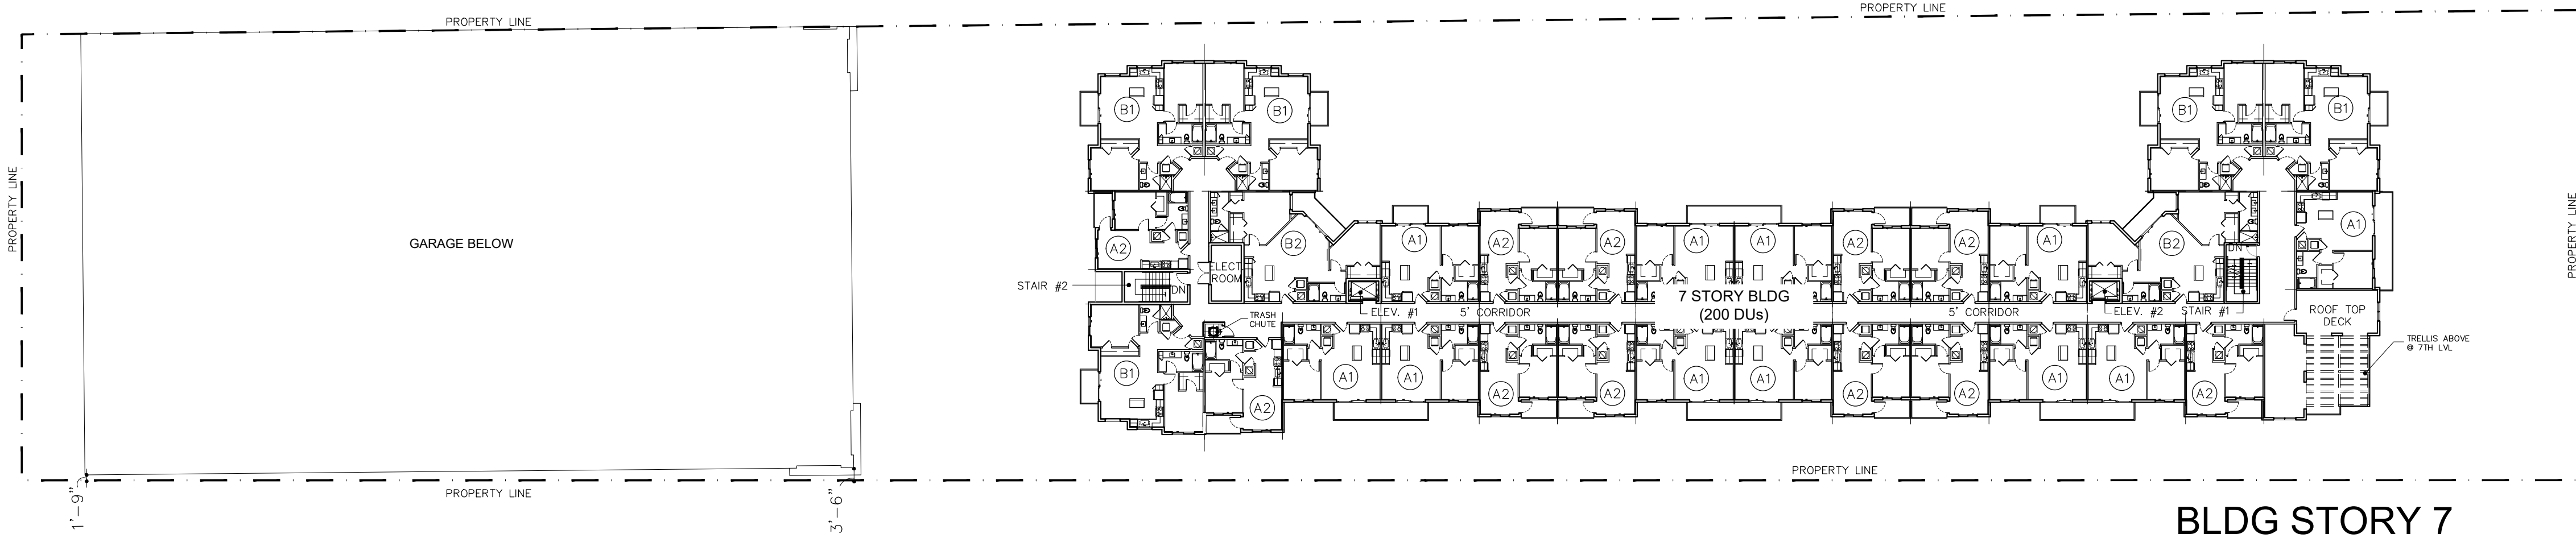 PROPERTY LINE
PROPERTY LINE
PROPERTY LINE
PROPERTY LINE
B1
B1
B1
B1
GARAGE BELOW
A2
B2
A1
A2
A2
A1
A1
A2
A2
A1
B2
A1
DN
ELECT.
ROOM
STAIR #2
DN
7 STORY BLDG
(200 DUs)
TRASH
CHUTE
ELEV. #1
5' CORRIDOR
5' CORRIDOR
ELEV. #2
STAIR #1
ROOF TOP
DECK
TRELLIS ABOVE
@ 7TH LVL
B1
A2
A1
A1
A2
A2
A1
A1
A2
A2
A1
A1
A2
PROPERTY LINE
PROPERTY LINE
1'-9"
3'-6"
BLDG STORY 7